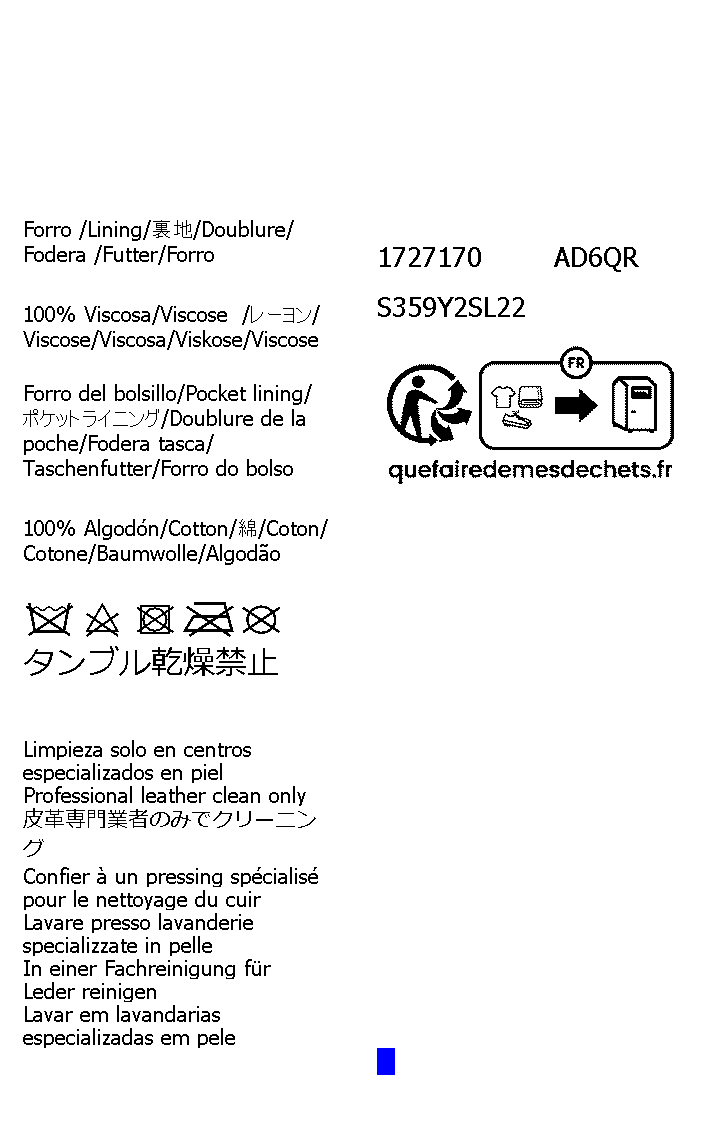 Forro /Lining/裏地/Doublure/
Fodera /Futter/Forro
100% Viscosa/Viscose /レーヨン/
Viscose/Viscosa/Viskose/Viscose
Forro del bolsillo/Pocket lining/
ポケットライニング/Doublure de la
poche/Fodera tasca/
Taschenfutter/Forro do bolso
100% Algodón/Cotton/綿/Coton/
Cotone/Baumwolle/Algodão
タンブル乾燥禁止
Limpieza solo en centros
especializados en piel
Professional leather clean only
皮革専門業者のみでクリーニン
グ
Confier à un pressing spécialisé
pour le nettoyage du cuir
Lavare presso lavanderie
specializzate in pelle
In einer Fachreinigung für
Leder reinigen
Lavar em lavandarias
especializadas em pele
1727170 AD6QR
S359Y2SL22
FR
quefairedemesdechets.fr